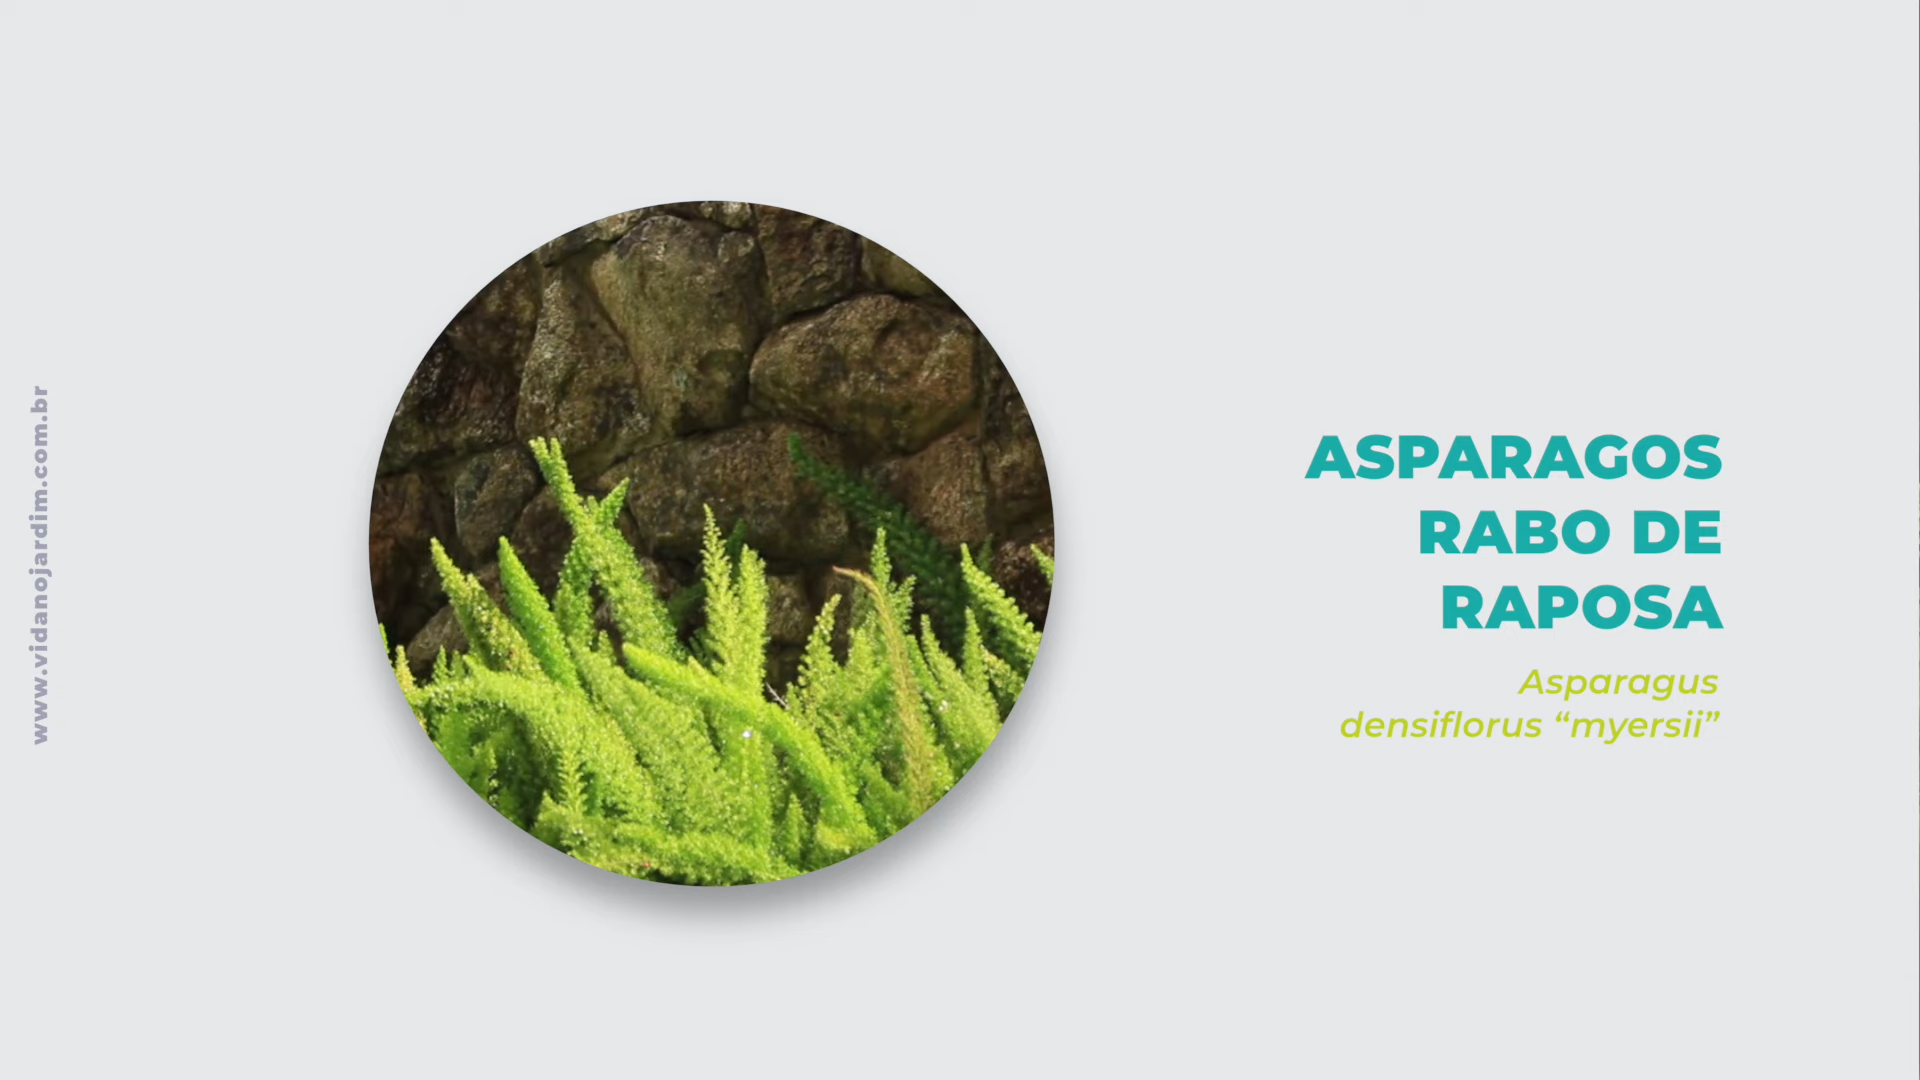 www.vidanojardim.com.br
ASPARAGOS
RABO DE
RAPOSA
Asparagus
densiflorus “myersii”